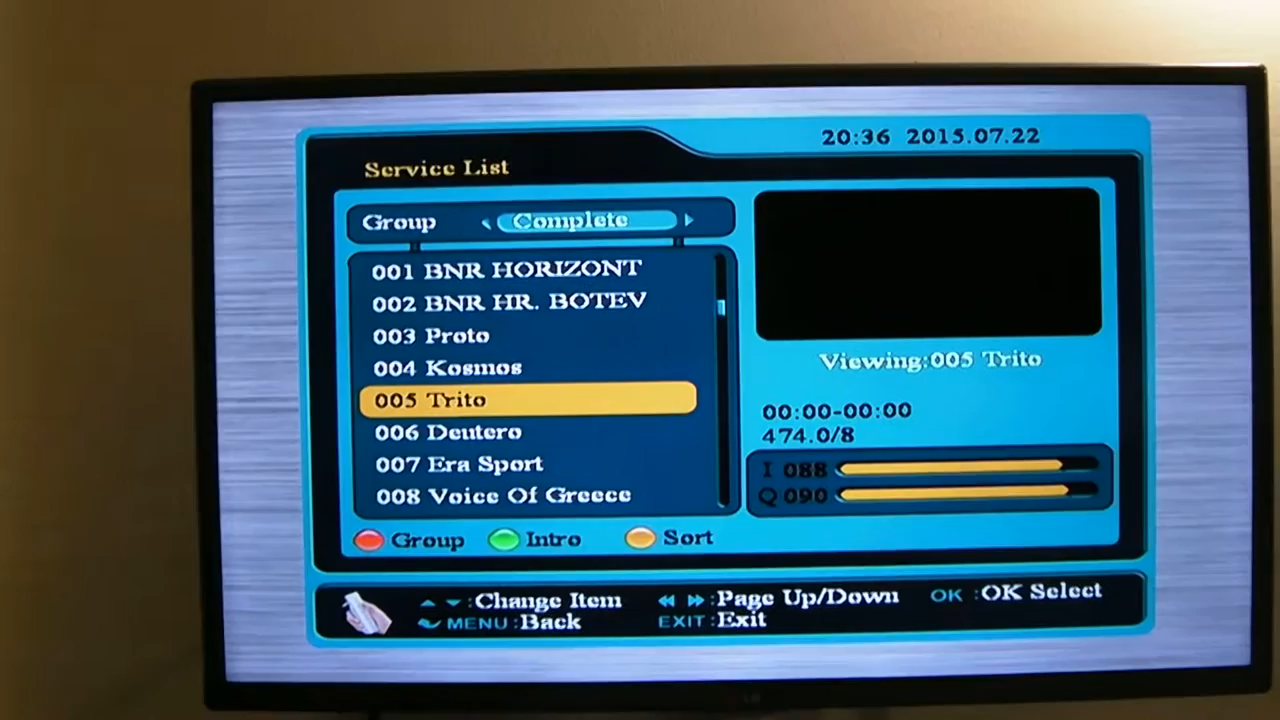 20:36 2015.07.22
Service List
Group Complete
001 BNR HORIZONT
002 BNR HR. BOTEV
003 Proto
004 Kosmos
005 Trito
006 Deutero
007 Era Sport
008 Voice Of Greece
Viewing:005 Trito
00:00-00:00
474.0/8
I 088
Q 090
Group Intro Sort
:Change Item :Page Up/Down OK :OK Select
MENU :Back EXIT :Exit